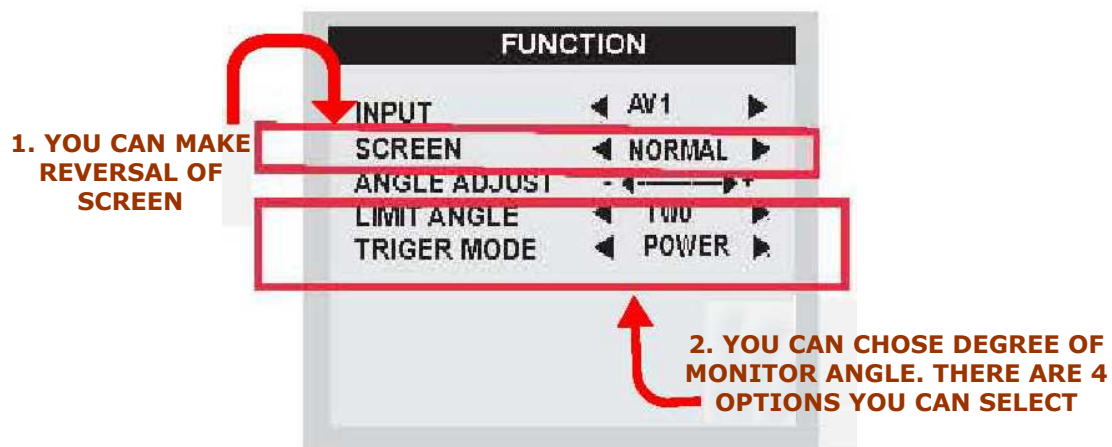 FUNCTION
INPUT ◀ AV1 ▶
SCREEN ◀ NORMAL ▶
ANGLE ADJUST - ◀ ▶ +
LIMIT ANGLE ◀ TWO ▶
TRIGER MODE ◀ POWER ▶
1. YOU CAN MAKE
REVERSAL OF
SCREEN
2. YOU CAN CHOSE DEGREE OF
MONITOR ANGLE. THERE ARE 4
OPTIONS YOU CAN SELECT